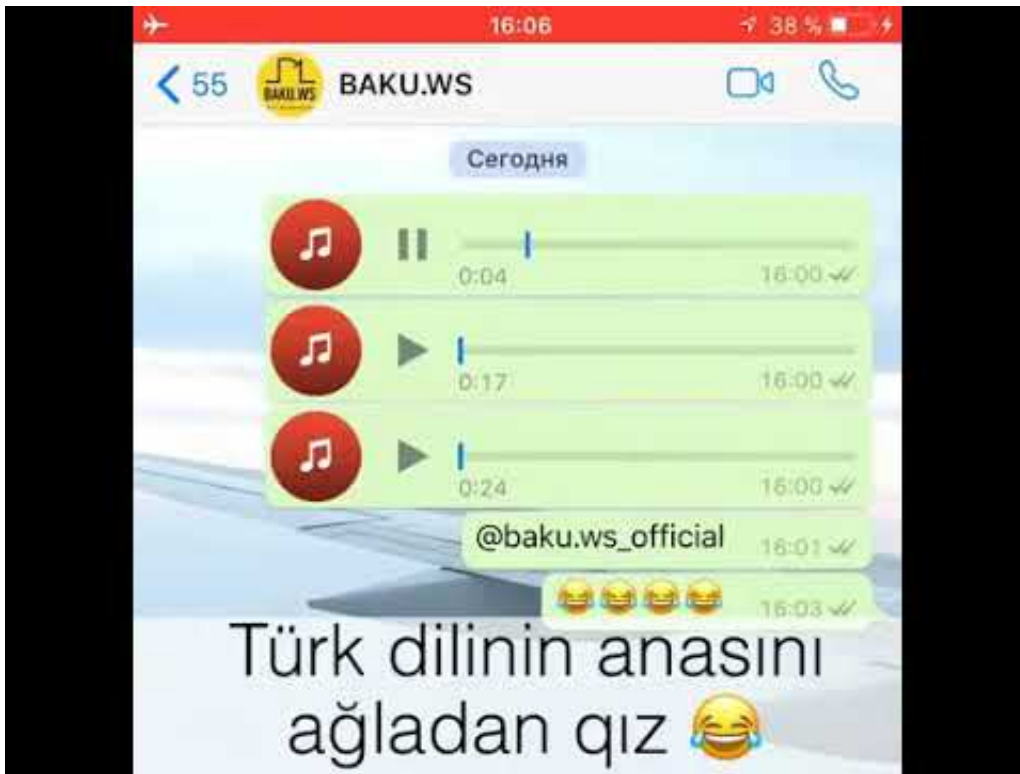 16:06
38 %
55
BAKU.WS
BAKU.WS
Сегодня
0:04
16:00
0:17
16:00
0:24
16:00
@baku.ws_official
16:01
😂😂😂😂
16:03
Türk dilinin anasını
ağladan qız 😂